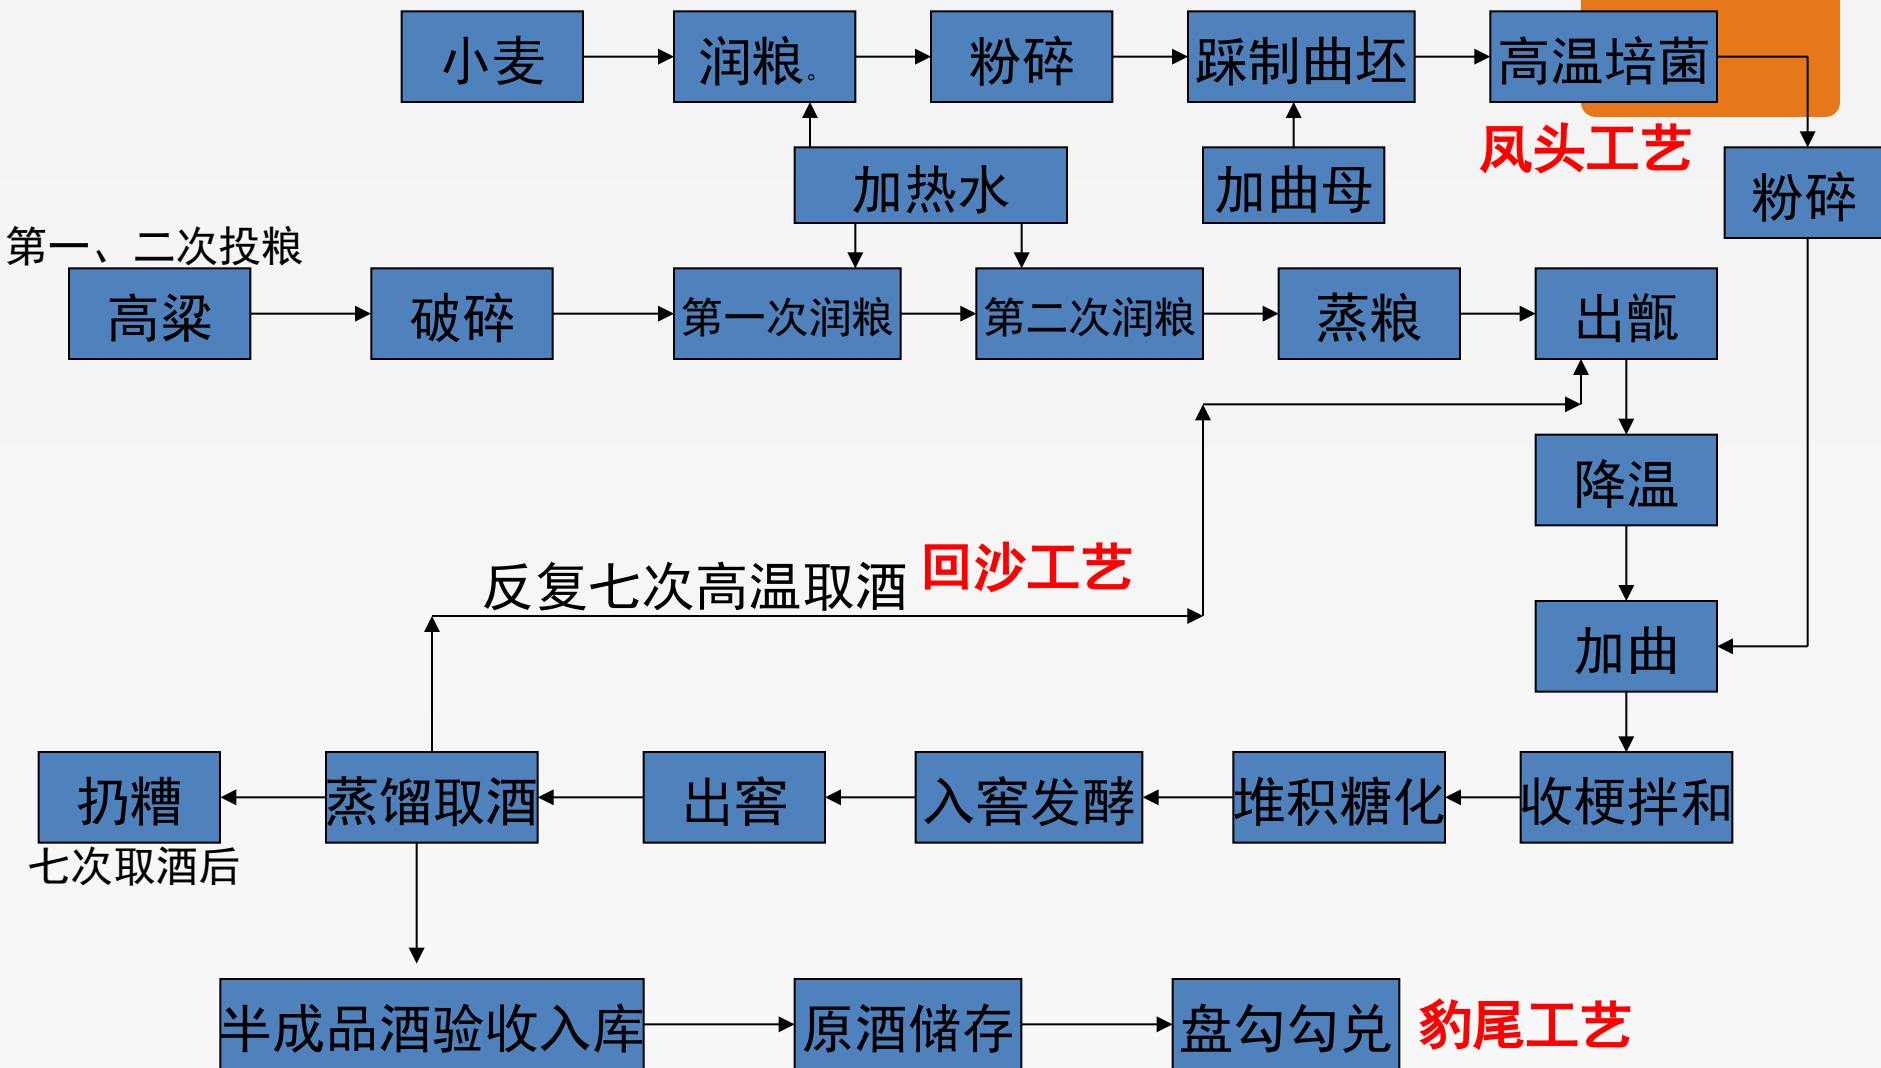 小麦
润粮。
粉碎
踩制曲坯
高温培菌
凤头工艺
加热水
加曲母
粉碎
第一、二次投粮
高粱
破碎
第一次润粮
第二次润粮
蒸粮
出甑
降温
反复七次高温取酒
回沙工艺
加曲
扔糟
蒸馏取酒
出窖
入窖发酵
堆积糖化
收梗拌和
七次取酒后
半成品酒验收入库
原酒储存
盘勾勾兑
豹尾工艺